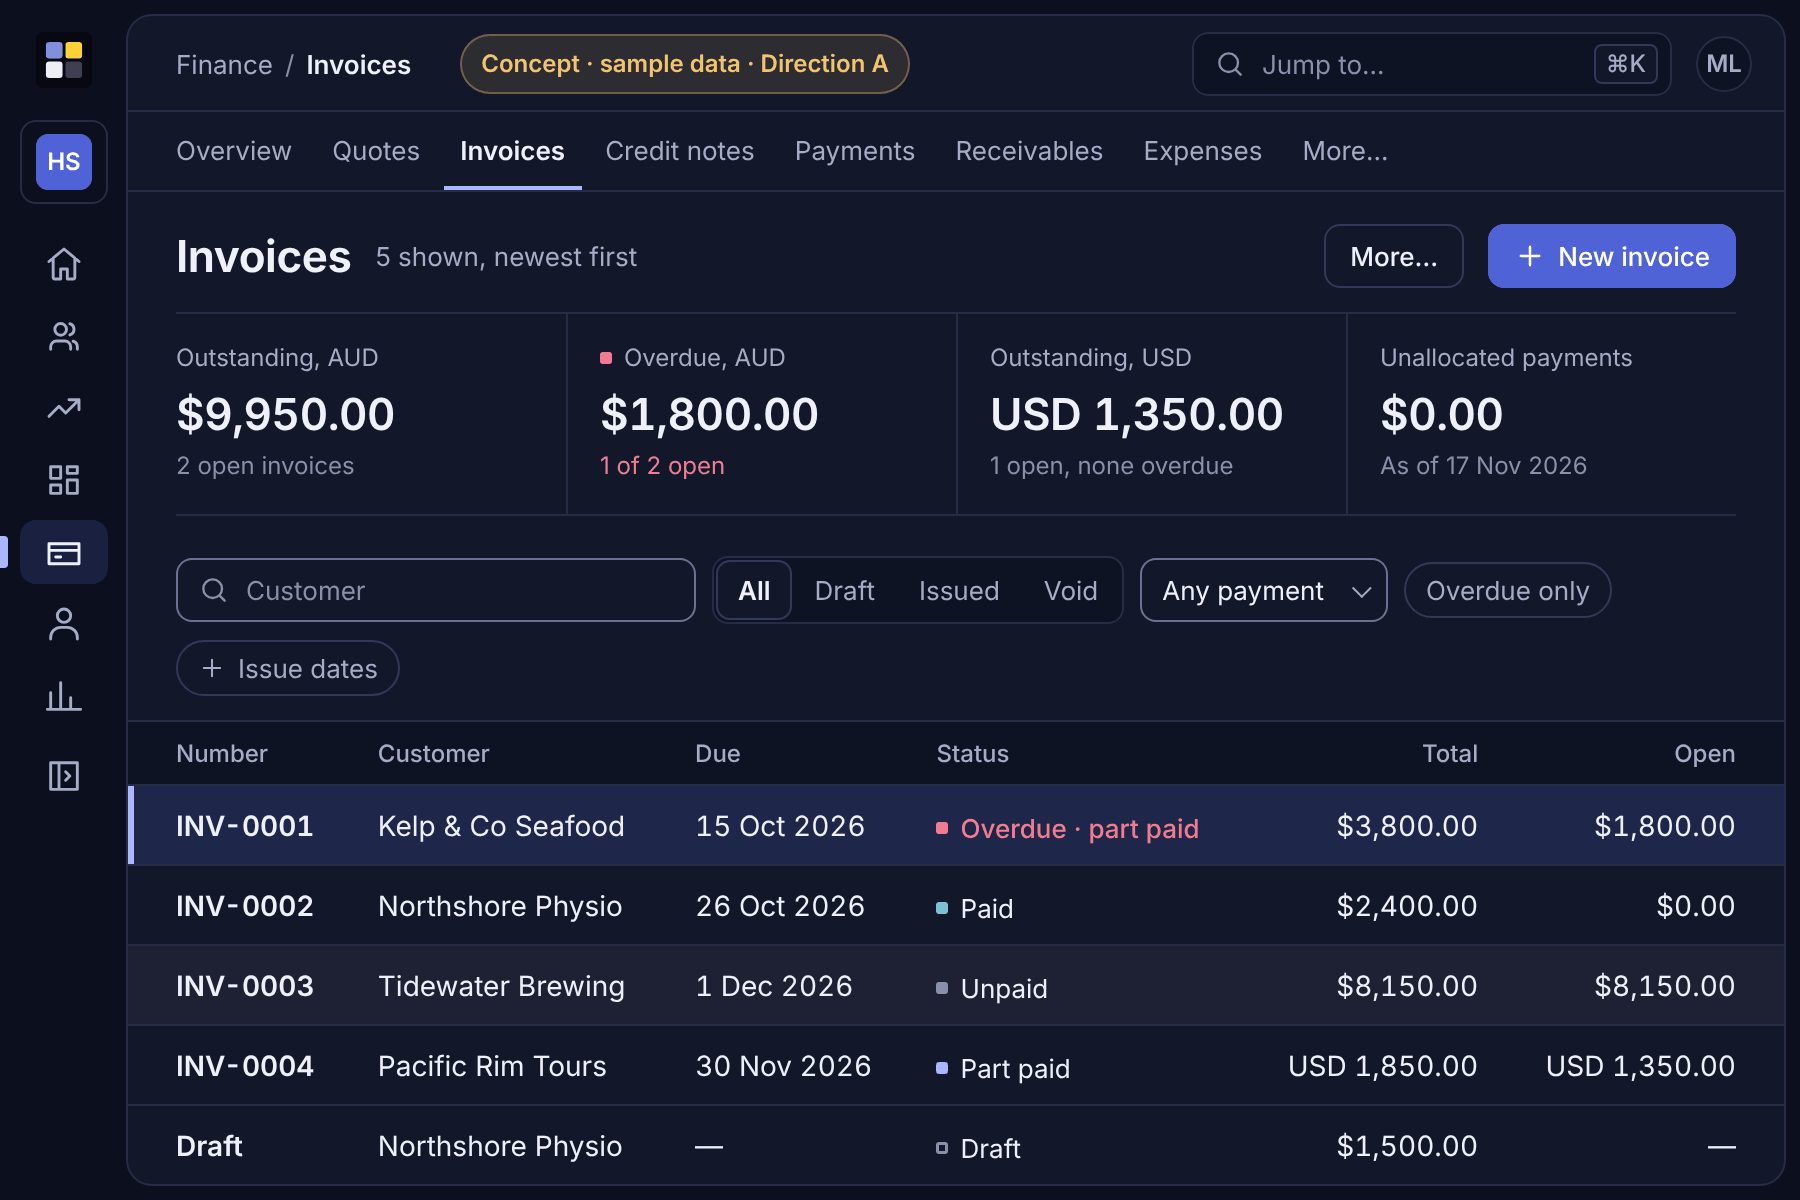 Finance / Invoices
Concept · sample data · Direction A
Jump to...
⌘K
ML
HS
Overview Quotes Invoices Credit notes Payments Receivables Expenses More...
Invoices 5 shown, newest first
More...
+ New invoice
Outstanding, AUD
$9,950.00
2 open invoices
Overdue, AUD
$1,800.00
1 of 2 open
Outstanding, USD
USD 1,350.00
1 open, none overdue
Unallocated payments
$0.00
As of 17 Nov 2026
Customer
All Draft Issued Void
Any payment
Overdue only
+ Issue dates
Number Customer Due Status Total Open
INV-0001 Kelp & Co Seafood 15 Oct 2026 Overdue · part paid $3,800.00 $1,800.00
INV-0002 Northshore Physio 26 Oct 2026 Paid $2,400.00 $0.00
INV-0003 Tidewater Brewing 1 Dec 2026 Unpaid $8,150.00 $8,150.00
INV-0004 Pacific Rim Tours 30 Nov 2026 Part paid USD 1,850.00 USD 1,350.00
Draft Northshore Physio — Draft $1,500.00 —